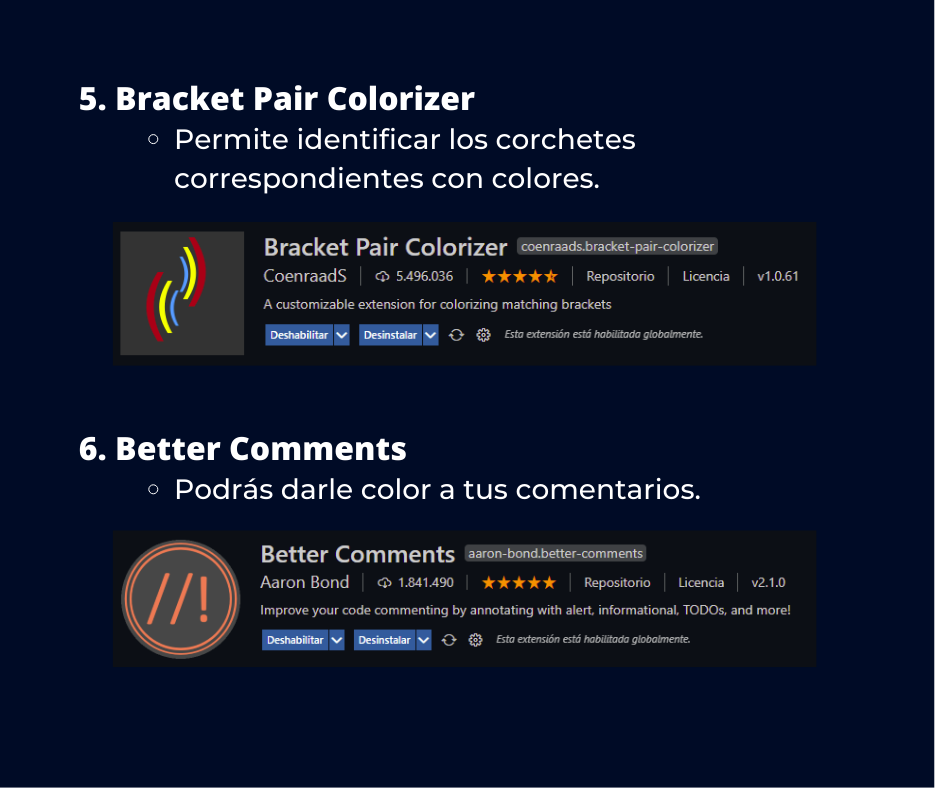 5. Bracket Pair Colorizer
Permite identificar los corchetes
correspondientes con colores.
Bracket Pair Colorizer coenraads.bracket-pair-colorizer
CoenraadS 5.496.036 Repositorio Licencia v1.0.61
A customizable extension for colorizing matching brackets
Deshabilitar Desinstalar Esta extensión está habilitada globalmente.
6. Better Comments
Podrás darle color a tus comentarios.
//!
Better Comments aaron-bond.better-comments
Aaron Bond 1.841.490 Repositorio Licencia v2.1.0
Improve your code commenting by annotating with alert, informational, TODOs, and more!
Deshabilitar Desinstalar Esta extensión está habilitada globalmente.